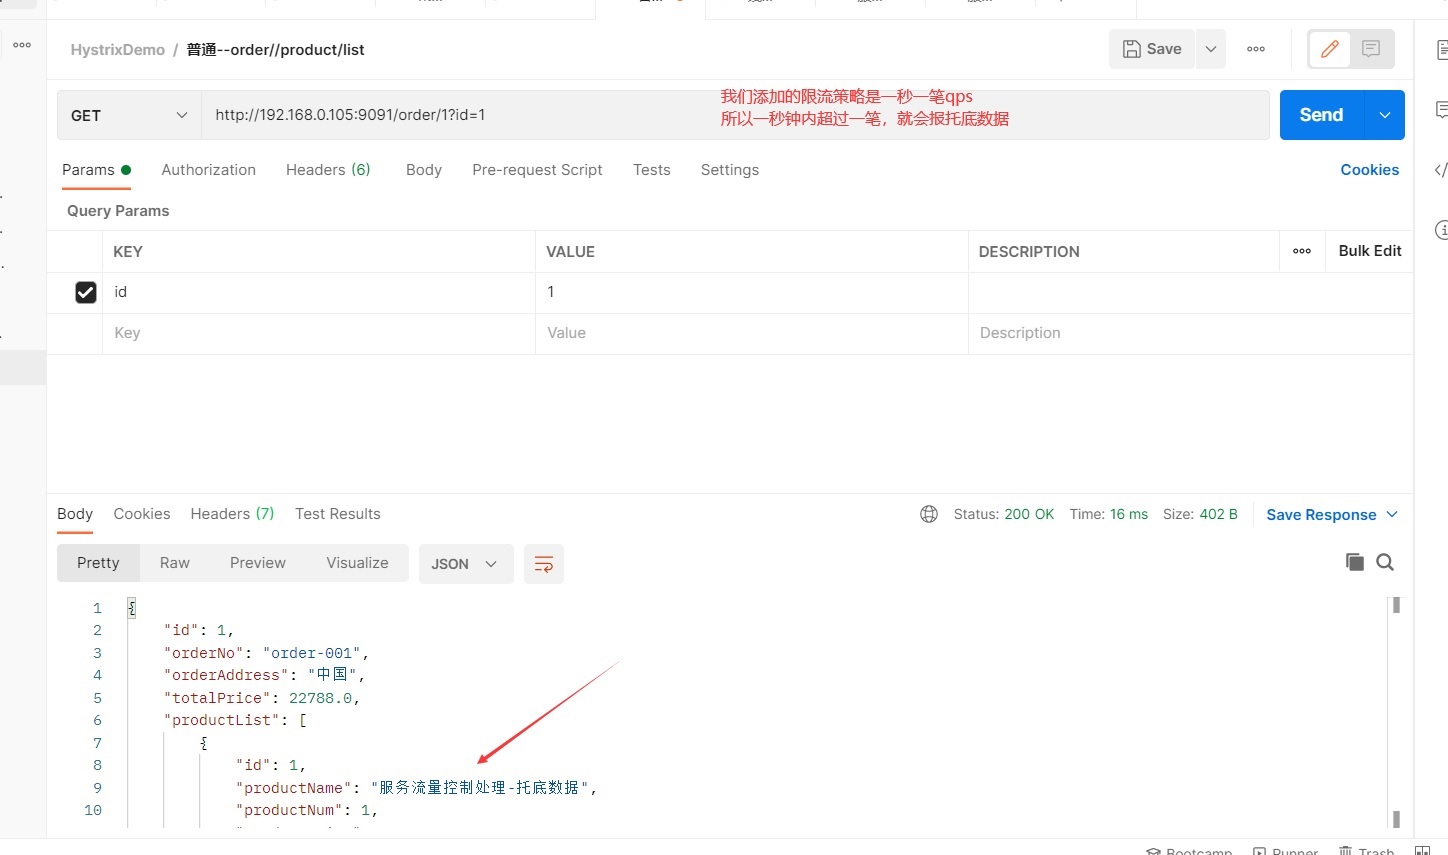 HystrixDemo / 普通--order//product/list
Save
我们添加的限流策略是一秒一笔qps
所以一秒钟内超过一笔，就会报托底数据
GET
http://192.168.0.105:9091/order/1?id=1
Send
Params Authorization Headers (6) Body Pre-request Script Tests Settings Cookies
Query Params
KEY VALUE DESCRIPTION Bulk Edit
id 1
Key Value Description
Body Cookies Headers (7) Test Results Status: 200 OK Time: 16 ms Size: 402 B Save Response
Pretty Raw Preview Visualize JSON
1 {
2 "id": 1,
3 "orderNo": "order-001",
4 "orderAddress": "中国",
5 "totalPrice": 22788.0,
6 "productList": [
7 {
8 "id": 1,
9 "productName": "服务流量控制处理-托底数据",
10 "productNum": 1,
Bootcamp Runner Trash